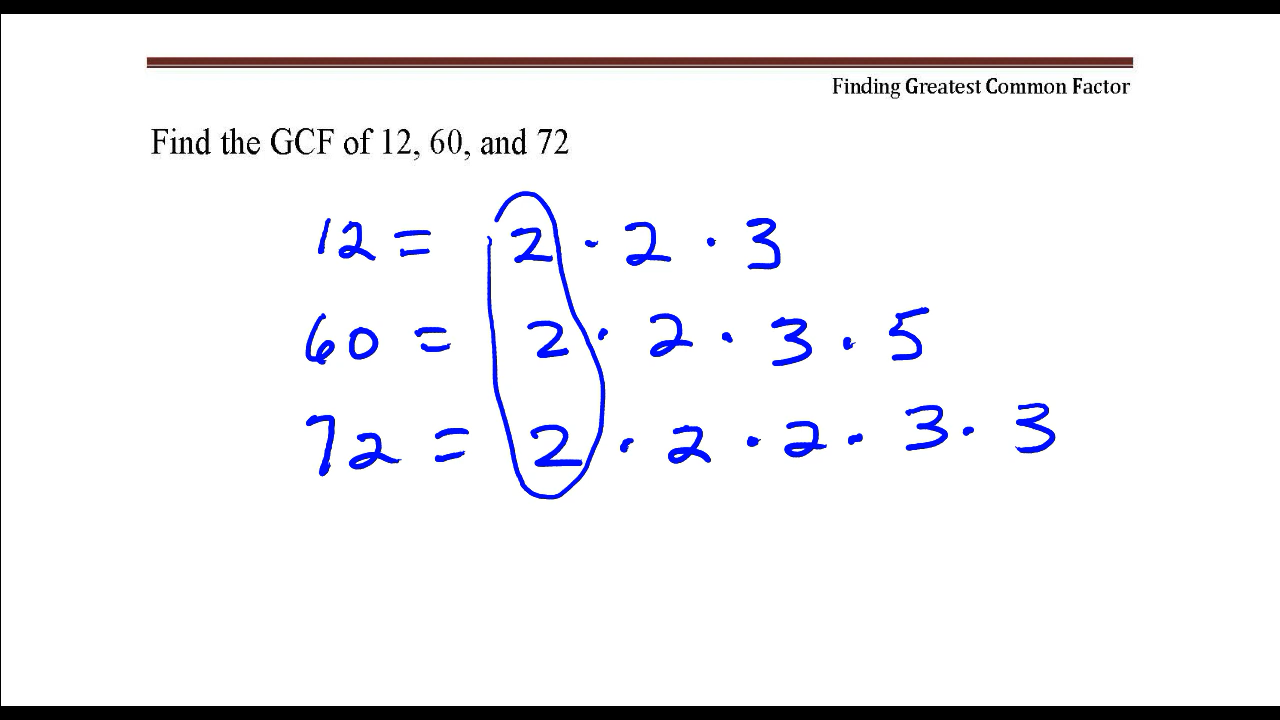 Finding Greatest Common Factor
Find the GCF of 12, 60, and 72
12 = 2 · 2 · 3
60 = 2 · 2 · 3 · 5
72 = 2 · 2 · 2 · 3 · 3